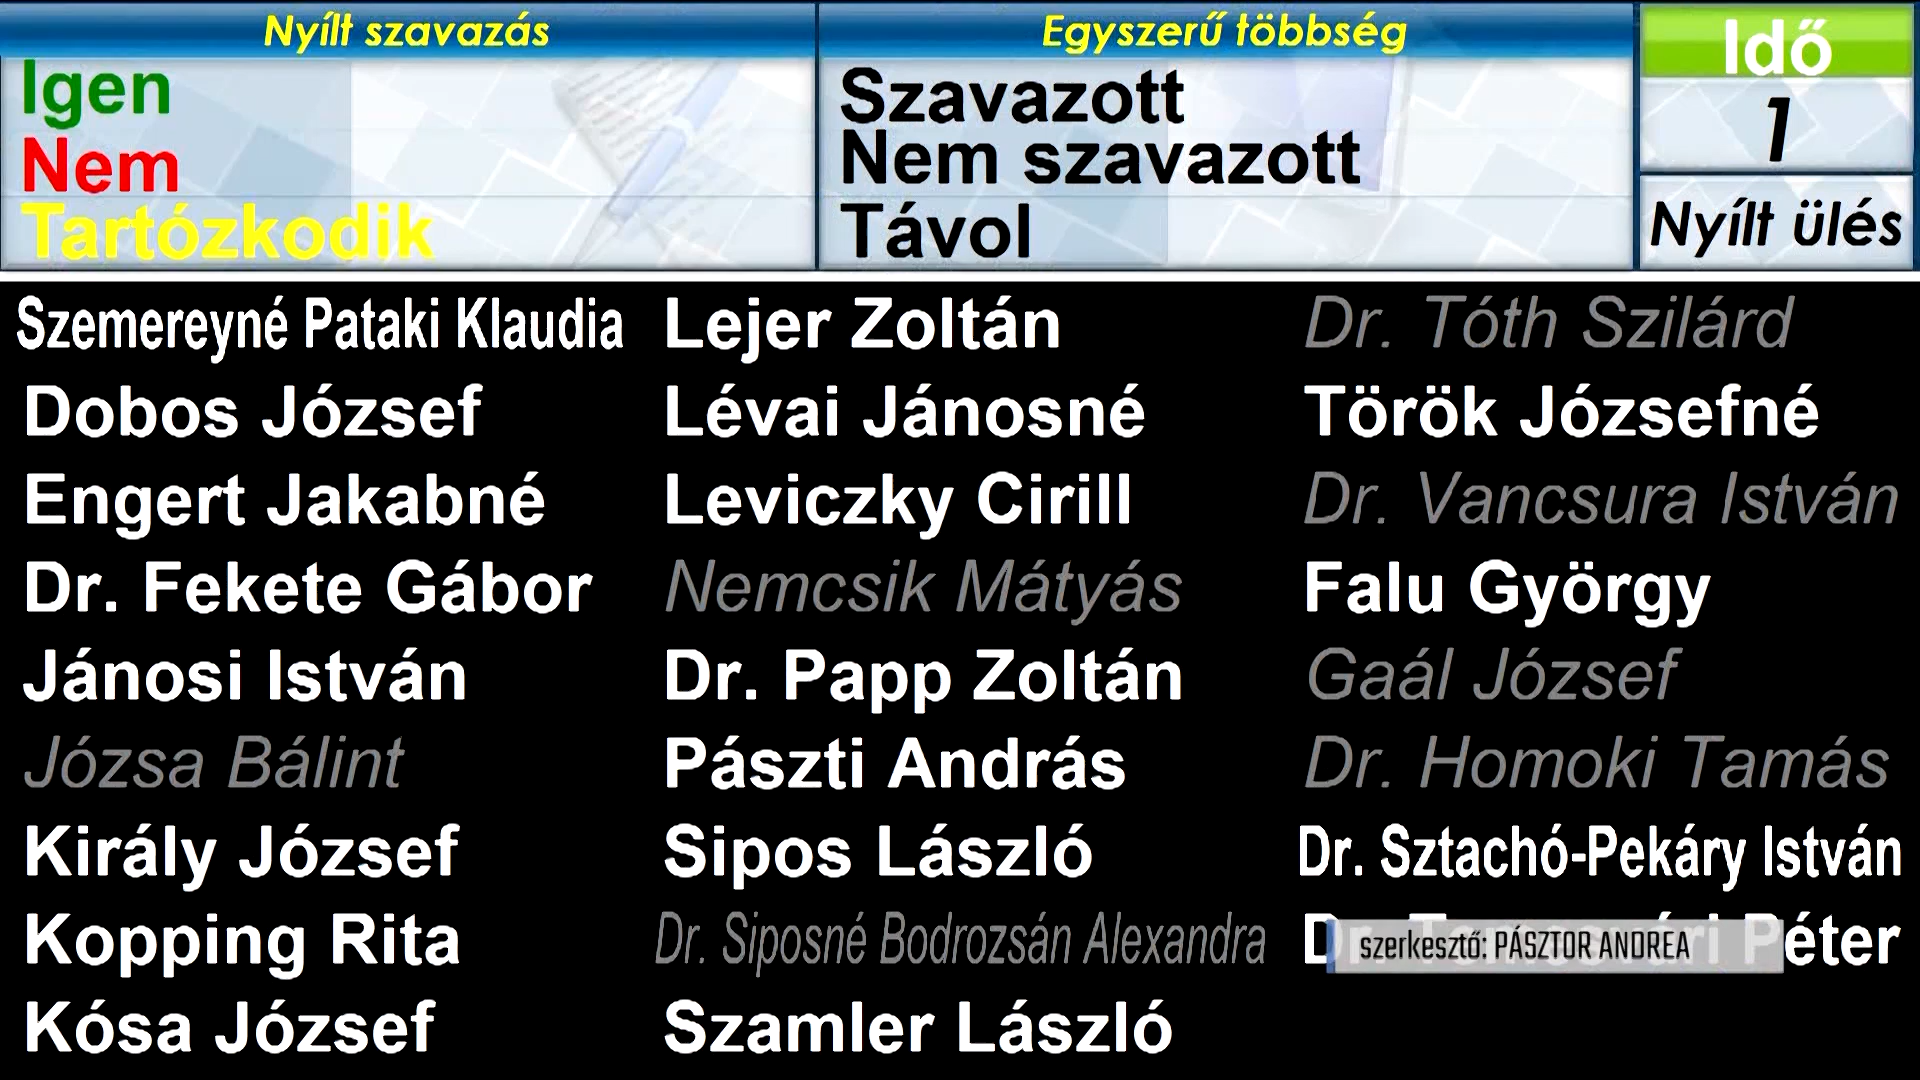 Nyílt szavazás
Igen
Nem
Tartózkodik
Egyszerű többség
Szavazott
Nem szavazott
Távol
Idő
1
Nyílt ülés
Szemereyné Pataki Klaudia
Dobos József
Engert Jakabné
Dr. Fekete Gábor
Jánosi István
Józsa Bálint
Király József
Kopping Rita
Kósa József
Lejer Zoltán
Lévai Jánosné
Leviczky Cirill
Nemcsik Mátyás
Dr. Papp Zoltán
Pászti András
Sipos László
Dr. Siposné Bodrozsán Alexandra
Szamler László
Dr. Tóth Szilárd
Török Józsefné
Dr. Vancsura István
Falu György
Gaál József
Dr. Homoki Tamás
Dr. Sztachó-Pekáry István
Dr. Péter
szerkesztő: PÁSZTOR ANDREA